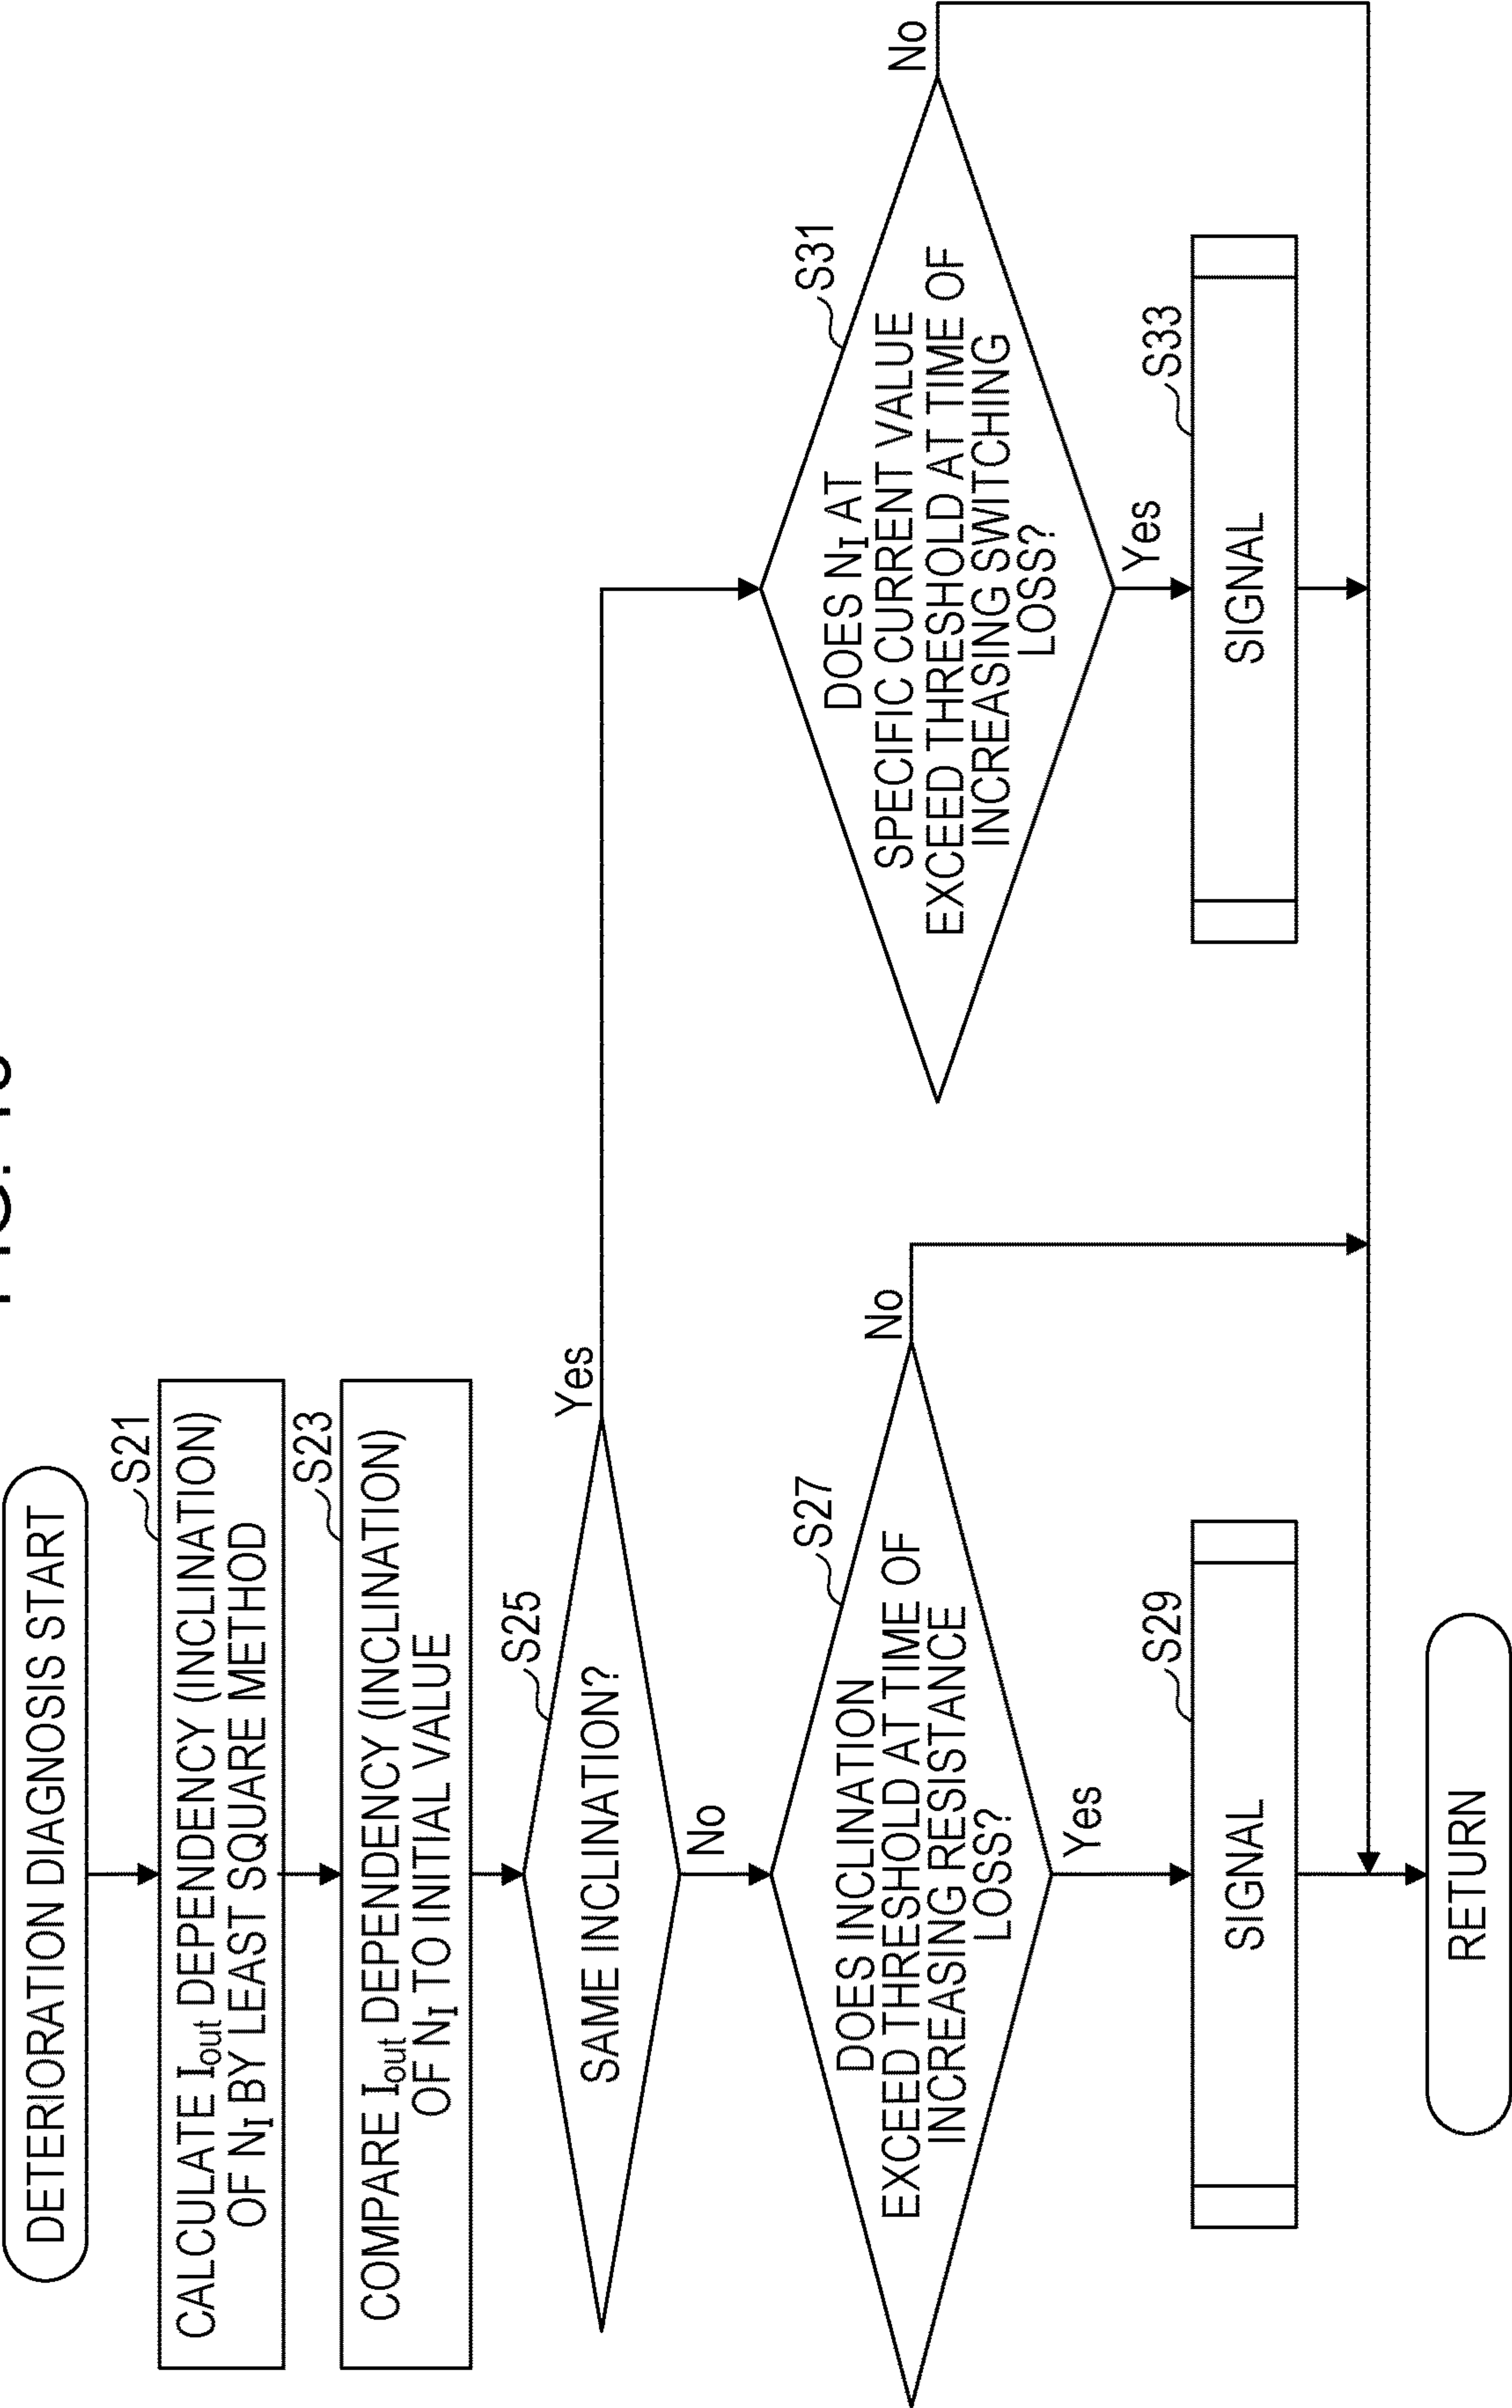 DETERIORATION DIAGNOSIS START
S21
CALCULATE Iout DEPENDENCY (INCLINATION)
OF NI BY LEAST SQUARE METHOD
S23
COMPARE Iout DEPENDENCY (INCLINATION)
OF NI TO INITIAL VALUE
S25
SAME INCLINATION?
Yes
No
S27
DOES INCLINATION
EXCEED THRESHOLD AT TIME OF
INCREASING RESISTANCE
LOSS?
No
Yes
S29
SIGNAL
S31
DOES NI AT
SPECIFIC CURRENT VALUE
EXCEED THRESHOLD AT TIME OF
INCREASING SWITCHING
LOSS?
No
Yes
S33
SIGNAL
RETURN